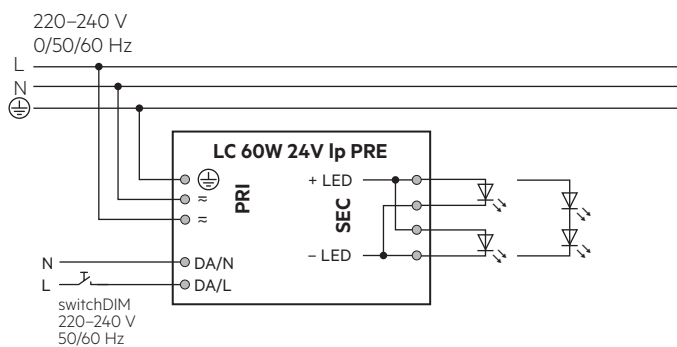 220–240 V
0/50/60 Hz
L
N
LC 60W 24V lp PRE
PRI
≂
≂
+ LED
SEC
– LED
N
DA/N
L
DA/L
switchDIM
220–240 V
50/60 Hz